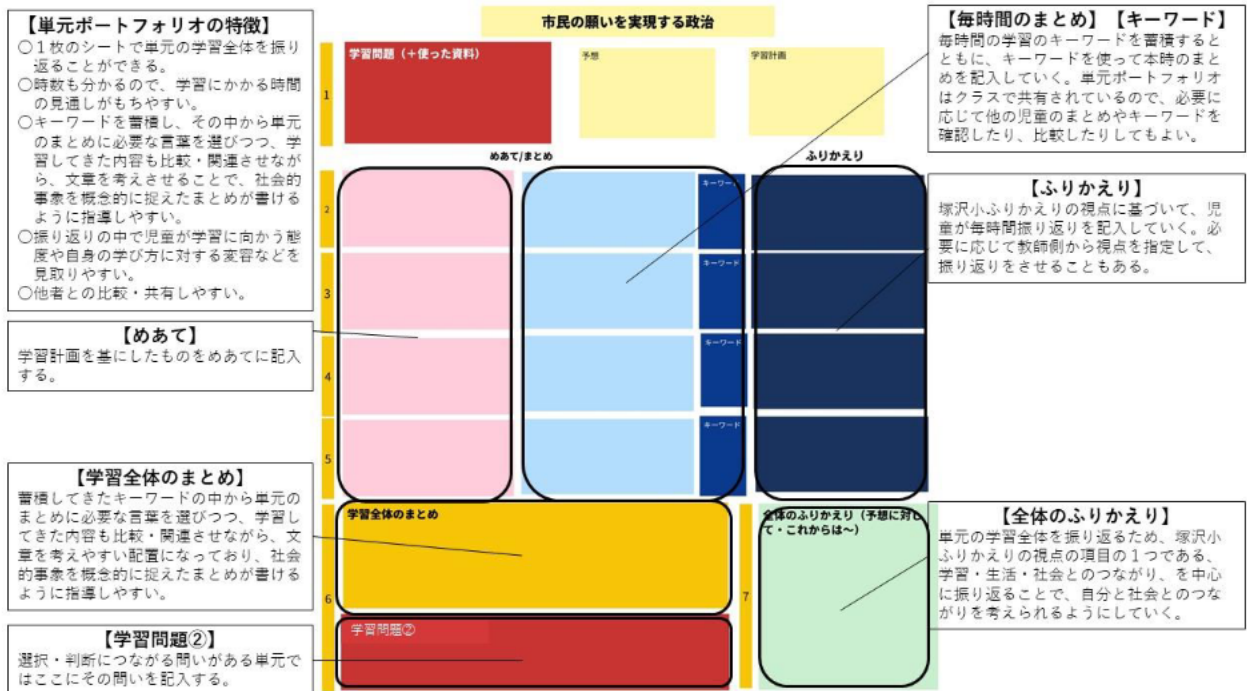 市民の願いを実現する政治
【単元ポートフォリオの特徴】
○１枚のシートで単元の学習全体を振り
返ることができる。
○時数も分かるので、学習にかかる時間
の見通しがもちやすい。
○キーワードを蓄積し、その中から単元
のまとめに必要な言葉を選びつつ、学
習してきた内容も比較・関連させなが
ら、文章を考えさせることで、社会的
事象を概念的に捉えたまとめが書ける
ように指導しやすい。
○振り返りの中で児童が学習に向かう態
度や自身の学び方に対する変容などを
見取りやすい。
○他者との比較・共有しやすい。
【めあて】
学習計画を基にしたものをめあてに記入
する。
【学習全体のまとめ】
蓄積してきたキーワードの中から単元の
まとめに必要な言葉を選びつつ、学習し
てきた内容も比較・関連させながら、文
章を考えやすい配置になっており、社会
的事象を概念的に捉えたまとめが書ける
ように指導しやすい。
【学習問題②】
選択・判断につながる問いがある単元で
はここにその問いを記入する。
1
学習問題（＋使った資料）
予想
学習計画
めあて/まとめ
ふりかえり
2
キーワード
3
キーワード
4
キーワード
5
キーワード
6
学習全体のまとめ
学習問題②
7
全体のふりかえり（予想に対し
て・これからは～）
【毎時間のまとめ】【キーワード】
毎時間の学習のキーワードを蓄積すると
ともに、キーワードを使って本時のまと
めを記入していく。単元ポートフォリオ
はクラスで共有されているので、必要に
応じて他の児童のまとめやキーワードを
確認したり、比較したりしてもよい。
【ふりかえり】
塚沢小ふりかえりの視点に基づいて、児
童が毎時間振り返りを記入していく。必
要に応じて教師側から視点を指定して、
振り返りをさせることもある。
【全体のふりかえり】
単元の学習全体を振り返るため、塚沢小
ふりかえりの視点の項目の１つである、
学習・生活・社会とのつながり、を中心
に振り返ることで、自分と社会とのつな
がりを考えられるようにしていく。